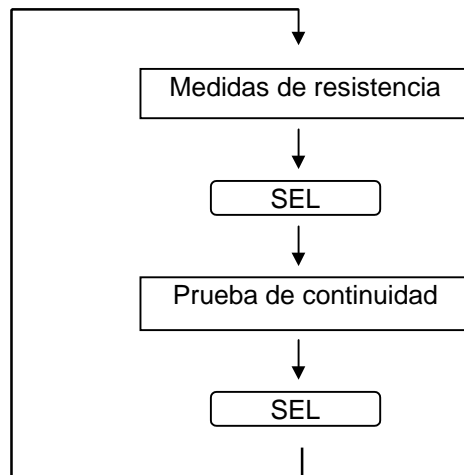 Medidas de resistencia
SEL
Prueba de continuidad
SEL